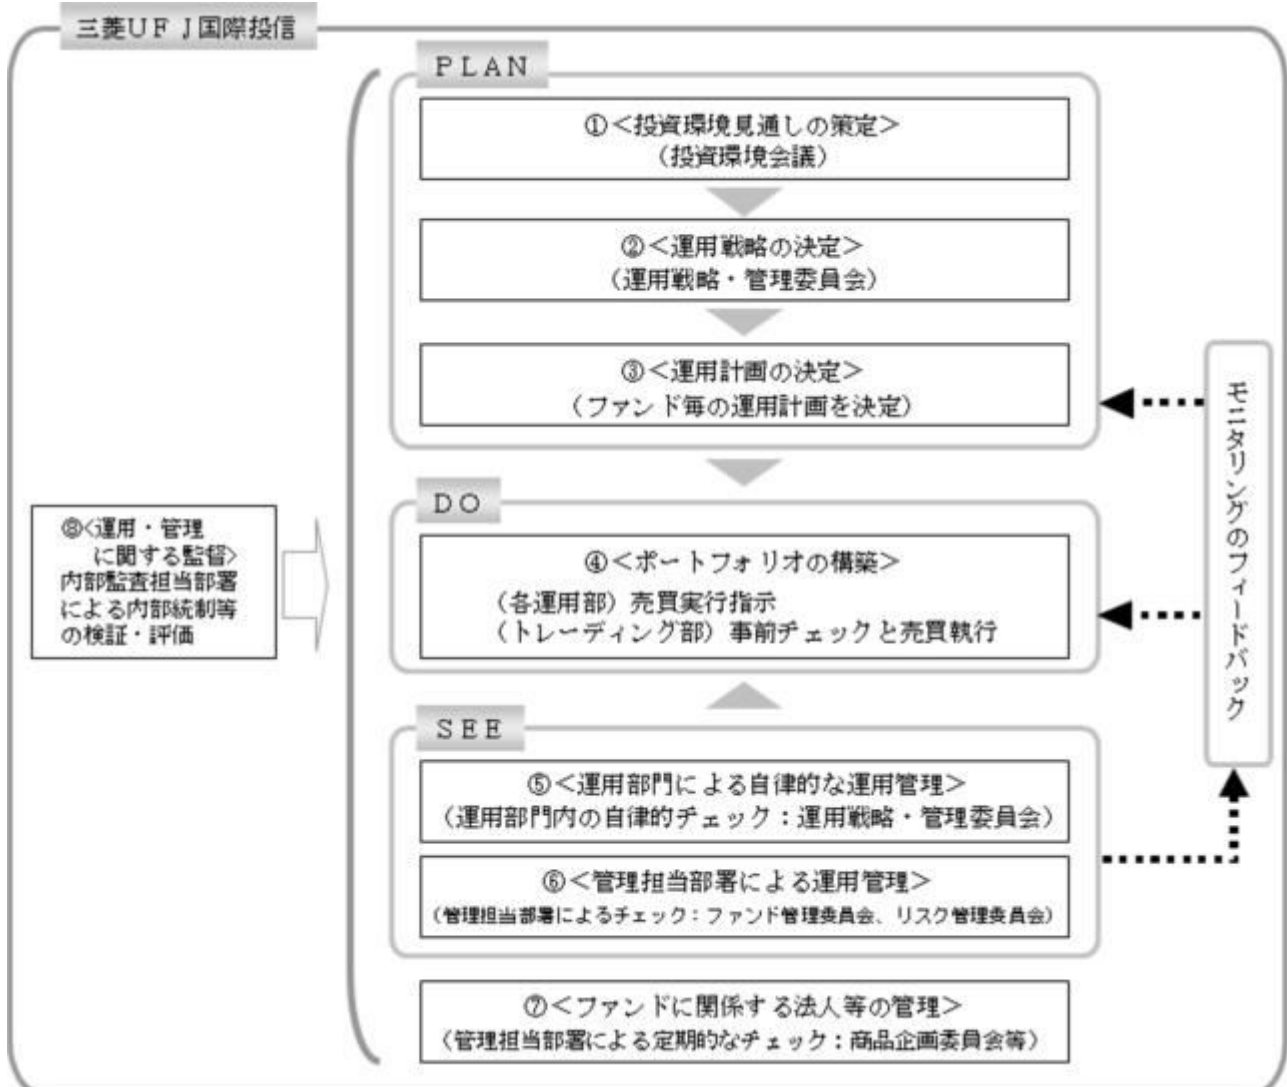 三菱ＵＦＪ国際投信
ＰＬＡＮ
①＜投資環境見通しの策定＞
（投資環境会議）
②＜運用戦略の決定＞
（運用戦略・管理委員会）
③＜運用計画の決定＞
（ファンド毎の運用計画を決定）
ＤＯ
④＜ポートフォリオの構築＞
（各運用部）売買実行指示
（トレーディング部）事前チェックと売買執行
ＳＥＥ
⑤＜運用部門による自律的な運用管理＞
（運用部門内の自律的チェック：運用戦略・管理委員会）
⑥＜管理担当部署による運用管理＞
（管理担当部署によるチェック：ファンド管理委員会、リスク管理委員会）
⑦＜ファンドに関係する法人等の管理＞
（管理担当部署による定期的なチェック：商品企画委員会等）
⑧<運用・管理
に関する監督>
内部監査担当部署
による内部統制等
の検証・評価
モニタリングのフィードバック